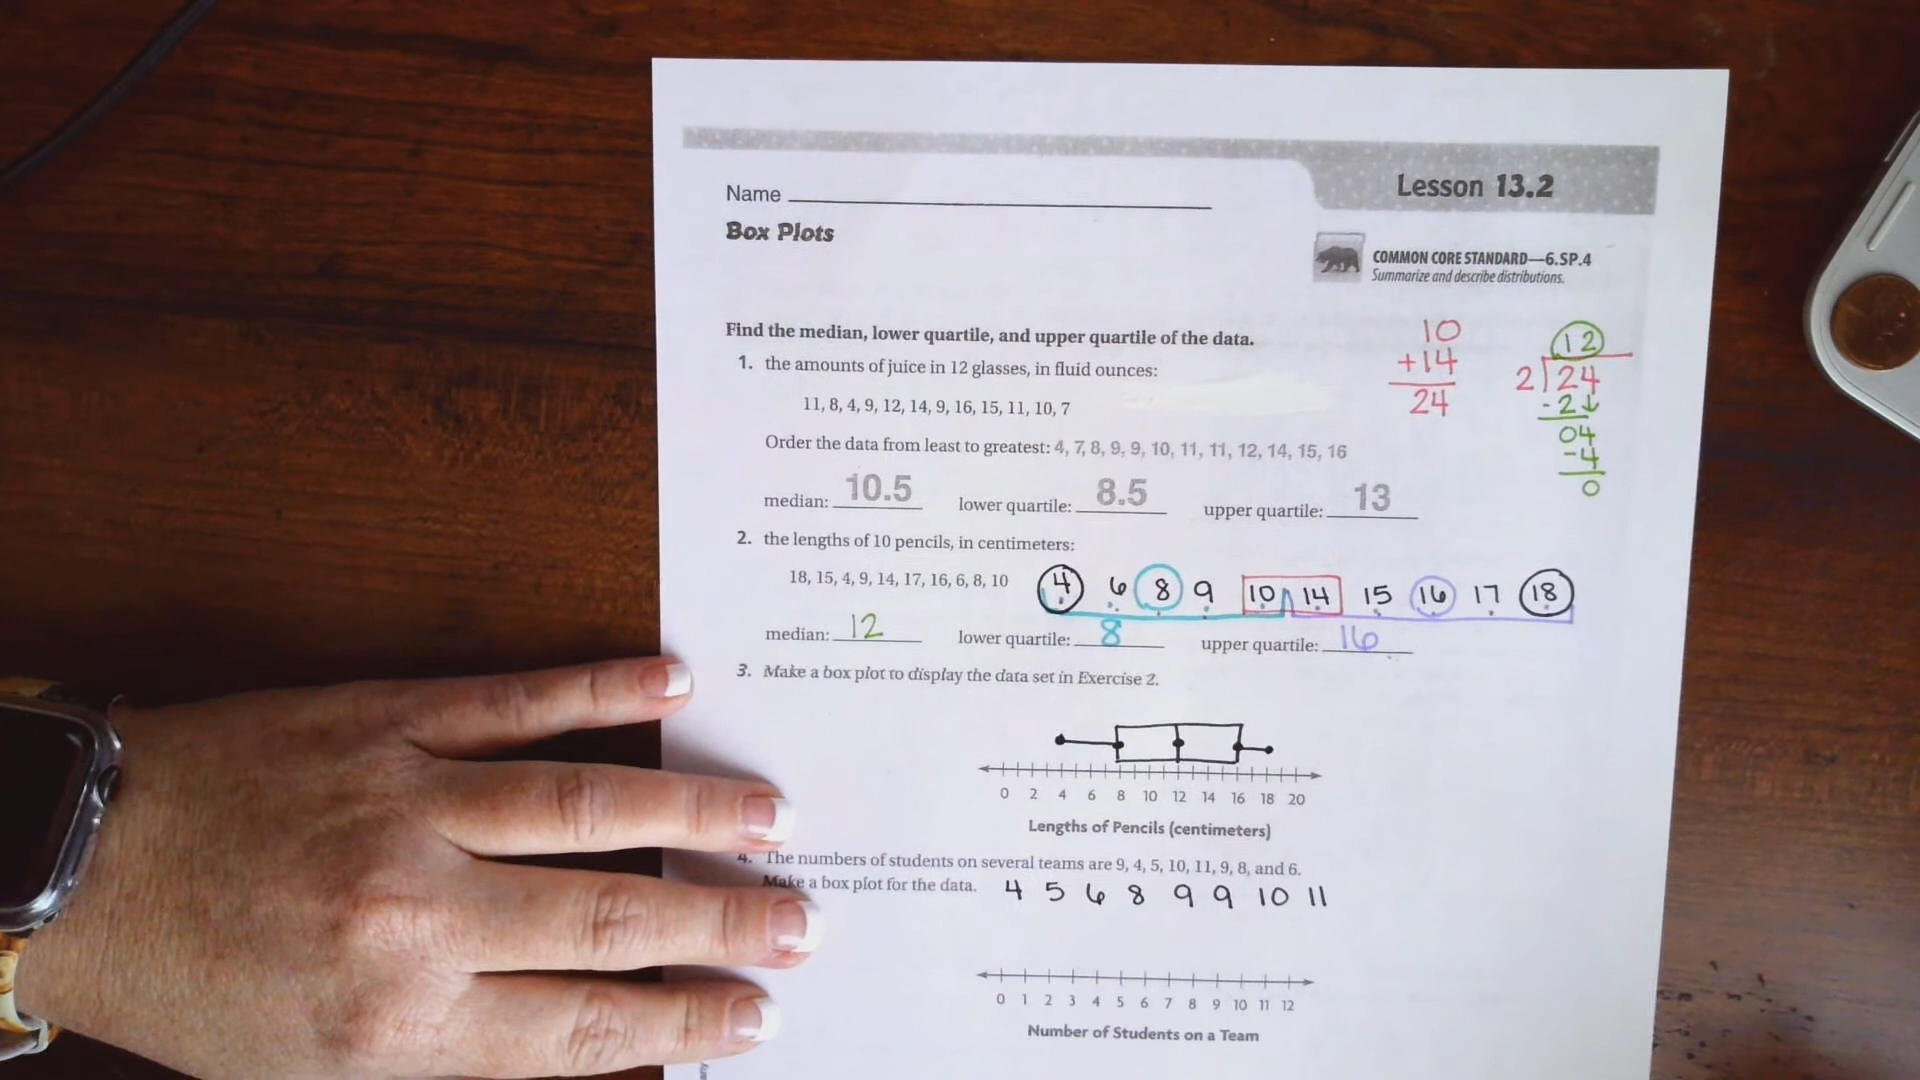 Lesson 13.2
Name
Box Plots
COMMON CORE STANDARD—6.SP.4
Summarize and describe distributions.
Find the median, lower quartile, and upper quartile of the data.
10
+14
24
12
2 24
-2↓
04
-4
0
1. the amounts of juice in 12 glasses, in fluid ounces:
11, 8, 4, 9, 12, 14, 9, 16, 15, 11, 10, 7
Order the data from least to greatest: 4, 7, 8, 9, 9, 10, 11, 11, 12, 14, 15, 16
median: 10.5 lower quartile: 8.5 upper quartile: 13
2. the lengths of 10 pencils, in centimeters:
18, 15, 4, 9, 14, 17, 16, 6, 8, 10 4 6 8 9 10 14 15 16 17 18
median: 12 lower quartile: 8 upper quartile: 16
3. Make a box plot to display the data set in Exercise 2.
0 2 4 6 8 10 12 14 16 18 20
Lengths of Pencils (centimeters)
4. The numbers of students on several teams are 9, 4, 5, 10, 11, 9, 8, and 6.
Make a box plot for the data. 4 5 6 8 9 9 10 11
0 1 2 3 4 5 6 7 8 9 10 11 12
Number of Students on a Team